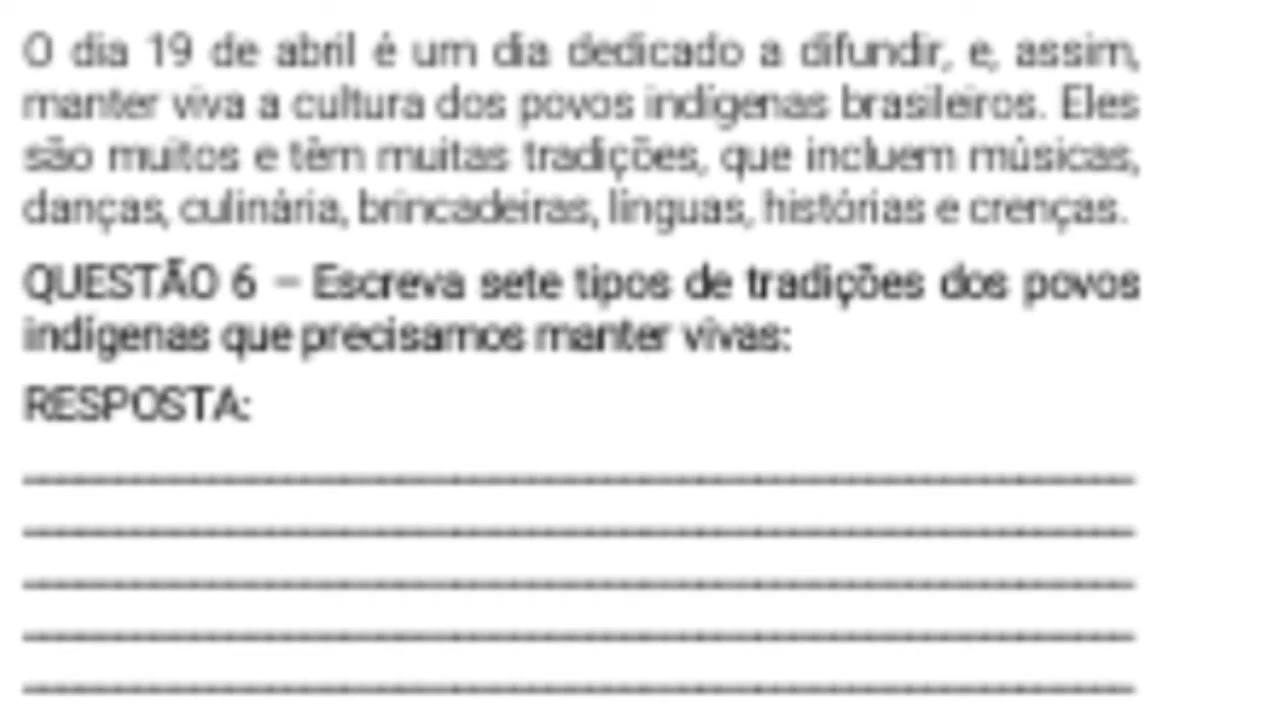 O dia 19 de abril é um dia dedicado a difundir, e, assim,
manter viva a cultura dos povos indígenas brasileiros. Eles
são muitos e têm muitas tradições, que incluem músicas,
danças, culinária, brincadeiras, línguas, histórias e crenças.
QUESTÃO 6 – Escreva sete tipos de tradições dos povos
indígenas que precisamos manter vivas:
RESPOSTA: